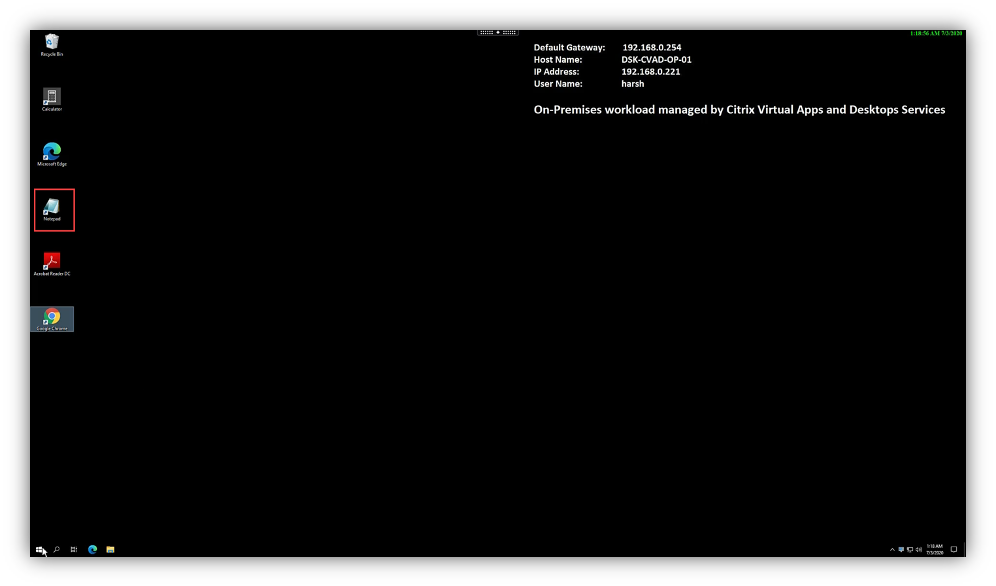 1:18:56 AM 7/3/2020
Default Gateway: 192.168.0.254
Host Name: DSK-CVAD-OP-01
IP Address: 192.168.0.221
User Name: harsh
On-Premises workload managed by Citrix Virtual Apps and Desktops Services
Recycle Bin
Calculator
Microsoft Edge
Notepad
Acrobat Reader DC
Google Chrome
1:18 AM
7/3/2020